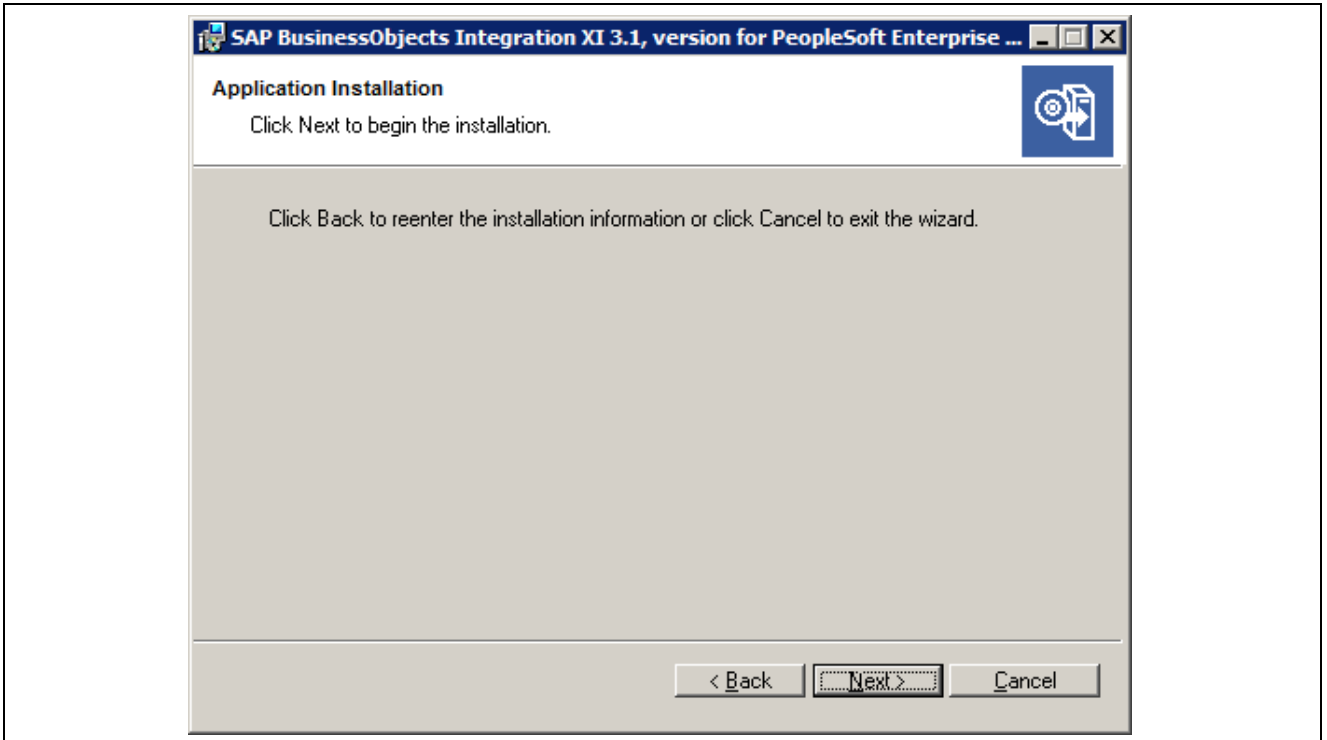 SAP BusinessObjects Integration XI 3.1, version for PeopleSoft Enterprise ...
Application Installation
Click Next to begin the installation.
Click Back to reenter the installation information or click Cancel to exit the wizard.
< Back Next > Cancel